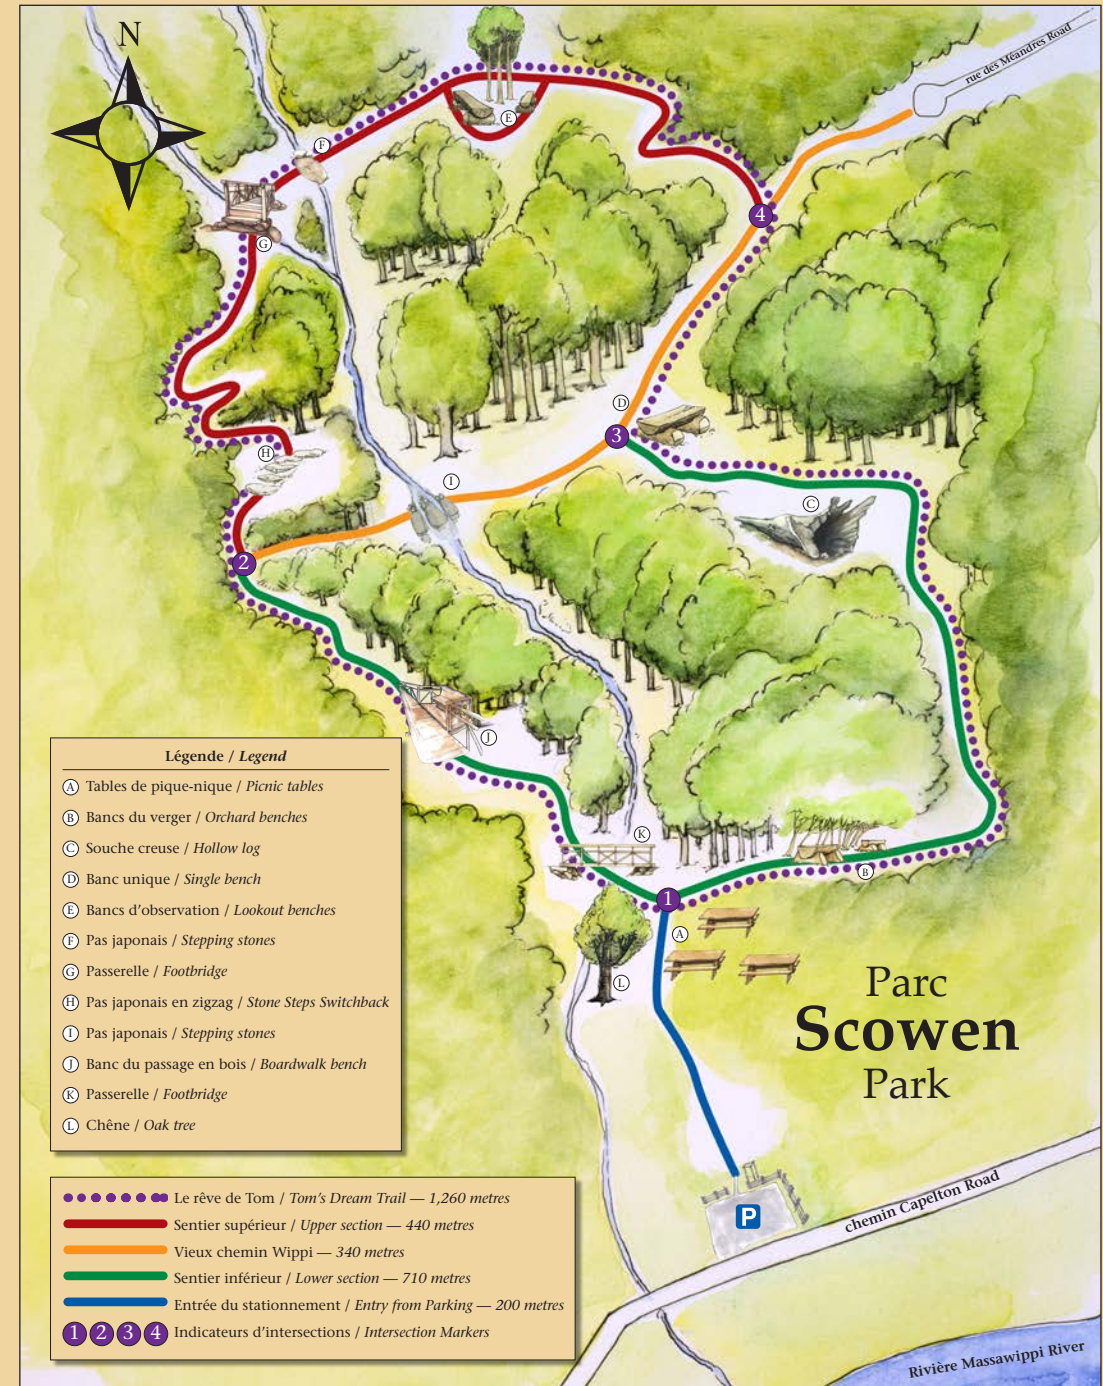 N
rue des Méandres Road
E
F
4
G
D
3
H
I
C
2
J
K
B
1
A
L
Parc
Scowen
Park
P
chemin Capelton Road
Rivière Massawippi River
Légende / Legend
A Tables de pique-nique / Picnic tables
B Bancs du verger / Orchard benches
C Souche creuse / Hollow log
D Banc unique / Single bench
E Bancs d'observation / Lookout benches
F Pas japonais / Stepping stones
G Passerelle / Footbridge
H Pas japonais en zigzag / Stone Steps Switchback
I Pas japonais / Stepping stones
J Banc du passage en bois / Boardwalk bench
K Passerelle / Footbridge
L Chêne / Oak tree
Le rêve de Tom / Tom's Dream Trail — 1,260 metres
Sentier supérieur / Upper section — 440 metres
Vieux chemin Wippi — 340 metres
Sentier inférieur / Lower section — 710 metres
Entrée du stationnement / Entry from Parking — 200 metres
1 2 3 4 Indicateurs d'intersections / Intersection Markers